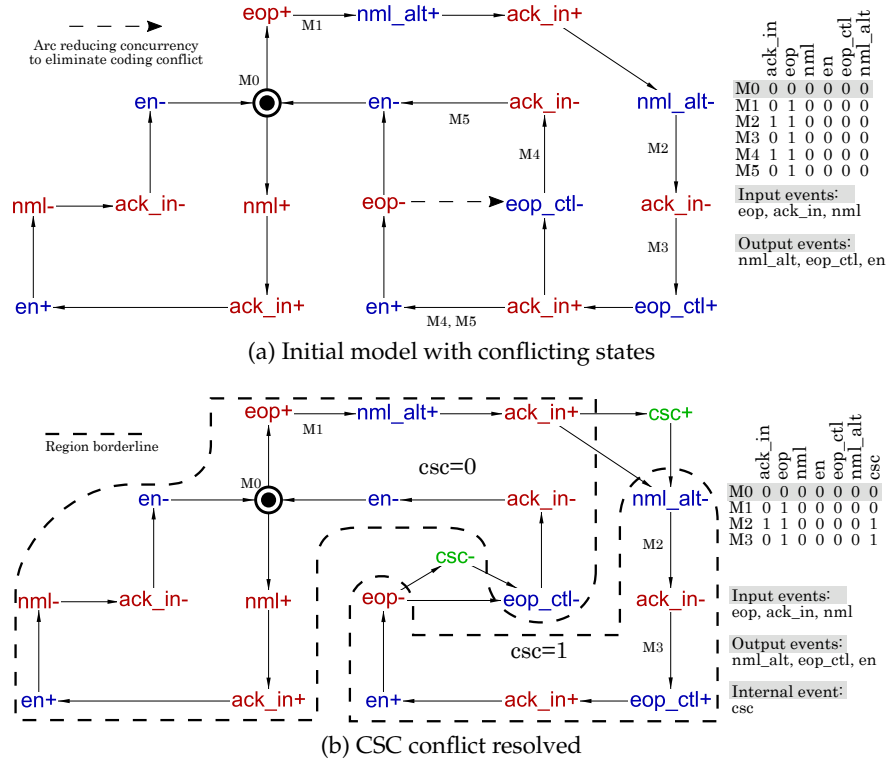 eop+
M1
nml_alt+
ack_in+
Arc reducing concurrency
to eliminate coding conflict
M0
en-
en-
M5
ack_in-
nml_alt-
M4
M2
nml-
ack_in-
nml+
eop-
eop_ctl-
ack_in-
M3
en+
ack_in+
en+
M4, M5
ack_in+
eop_ctl+
ack_in
eop
nml
en
eop_ctl
nml_alt
M0 0 0 0 0 0 0
M1 0 1 0 0 0 0
M2 1 1 0 0 0 0
M3 0 1 0 0 0 0
M4 1 1 0 0 0 0
M5 0 1 0 0 0 0
Input events:
eop, ack_in, nml
Output events:
nml_alt, eop_ctl, en
(a) Initial model with conflicting states
eop+
M1
nml_alt+
ack_in+
csc+
Region borderline
csc=0
M0
en-
en-
ack_in-
nml_alt-
M2
csc-
nml-
ack_in-
nml+
eop-
eop_ctl-
ack_in-
csc=1
M3
en+
ack_in+
en+
ack_in+
eop_ctl+
ack_in
eop
nml
en
eop_ctl
nml_alt
csc
M0 0 0 0 0 0 0 0
M1 0 1 0 0 0 0 0
M2 1 1 0 0 0 0 1
M3 0 1 0 0 0 0 1
Input events:
eop, ack_in, nml
Output events:
nml_alt, eop_ctl, en
Internal event:
csc
(b) CSC conflict resolved